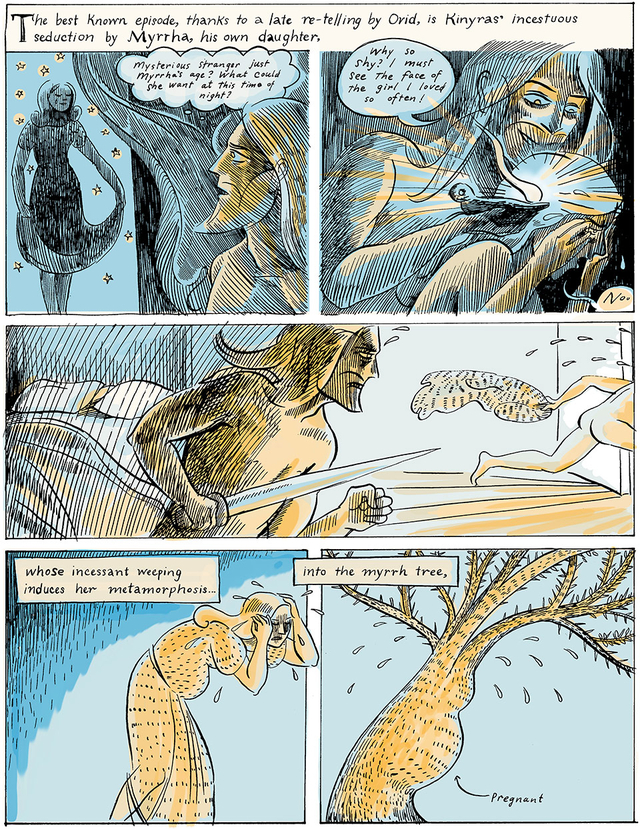 The best known episode, thanks to a late re-telling by Ovid, is Kinyras' incestuous
seduction by Myrrha, his own daughter,
Mysterious stranger just
Myrrha's age? What could
she want at this time of
night?
Why so
shy? I must
see the face of
the girl I loved
so often!
Noo
whose incessant weeping
induces her metamorphosis...
into the myrrh tree,
Pregnant